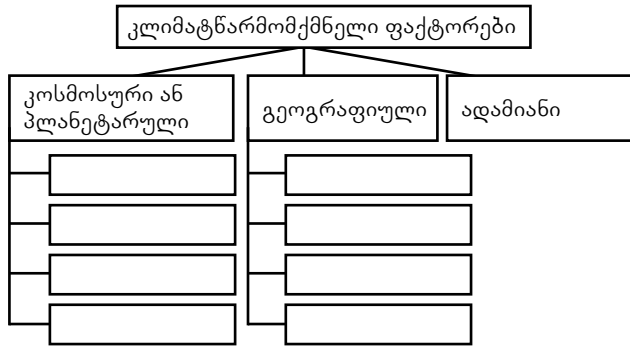 კლიმატწარმომქმნელი ფაქტორები
კოსმოსური ან
პლანეტარული
გეოგრაფიული
ადამიანი